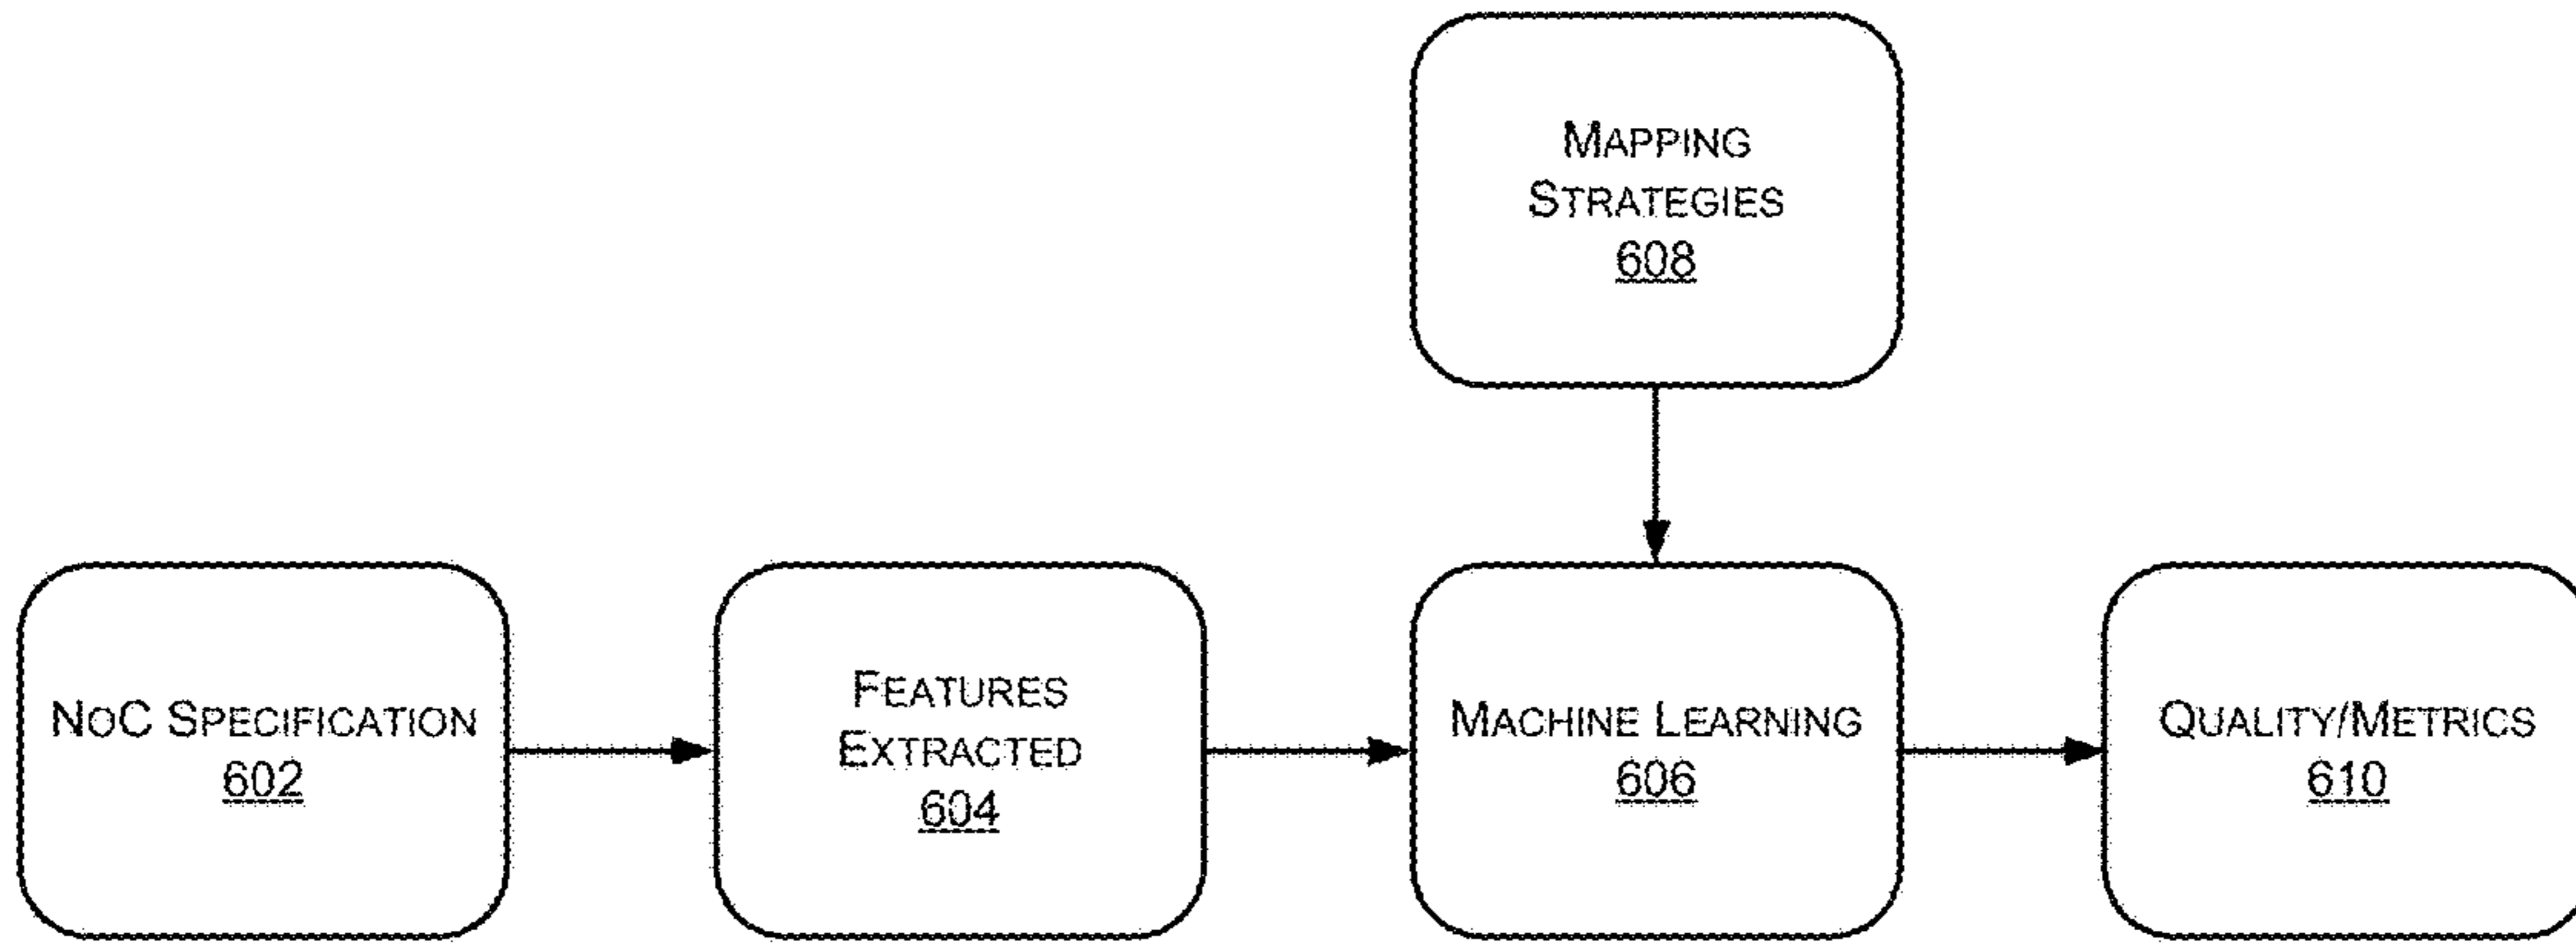 MAPPING
STRATEGIES
608
NoC SPECIFICATION
602
FEATURES
EXTRACTED
604
MACHINE LEARNING
606
QUALITY/METRICS
610